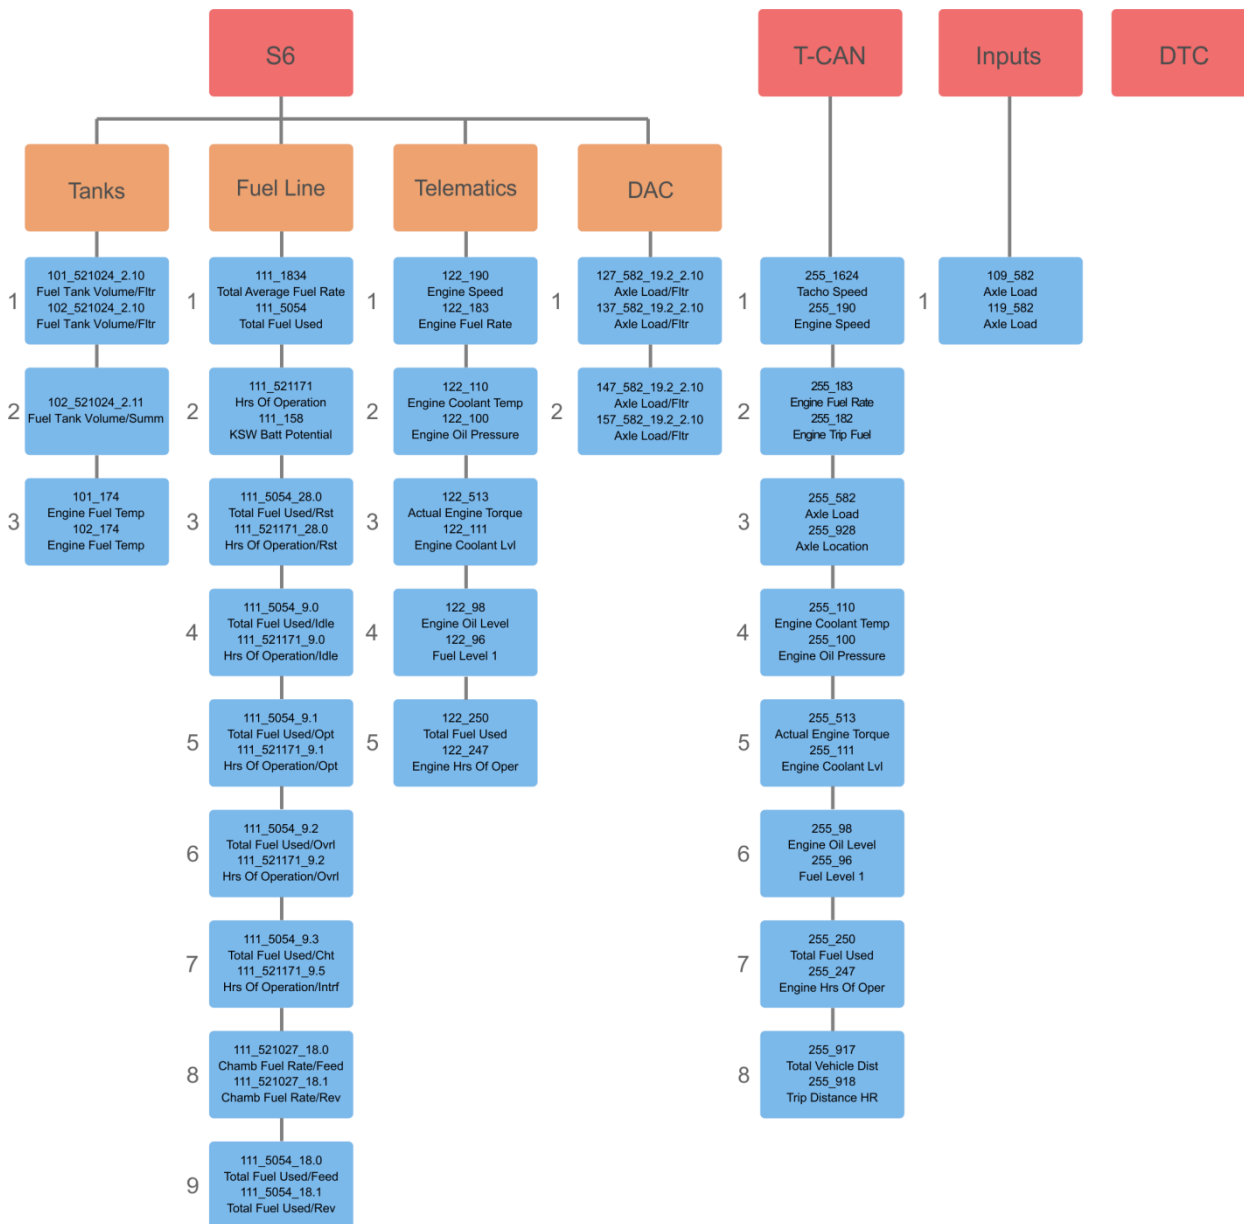 S6
T-CAN
Inputs
DTC
Tanks
Fuel Line
Telematics
DAC
1
101_521024_2.10
Fuel Tank Volume/Fltr
102_521024_2.10
Fuel Tank Volume/Fltr
2
102_521024_2.11
Fuel Tank Volume/Summ
3
101_174
Engine Fuel Temp
102_174
Engine Fuel Temp
1
111_1834
Total Average Fuel Rate
111_5054
Total Fuel Used
2
111_521171
Hrs Of Operation
111_158
KSW Batt Potential
3
111_5054_28.0
Total Fuel Used/Rst
111_521171_28.0
Hrs Of Operation/Rst
4
111_5054_9.0
Total Fuel Used/Idle
111_521171_9.0
Hrs Of Operation/Idle
5
111_5054_9.1
Total Fuel Used/Opt
111_521171_9.1
Hrs Of Operation/Opt
6
111_5054_9.2
Total Fuel Used/Ovrl
111_521171_9.2
Hrs Of Operation/Ovrl
7
111_5054_9.3
Total Fuel Used/Cht
111_521171_9.5
Hrs Of Operation/Intrf
8
111_521027_18.0
Chamb Fuel Rate/Feed
111_521027_18.1
Chamb Fuel Rate/Rev
9
111_5054_18.0
Total Fuel Used/Feed
111_5054_18.1
Total Fuel Used/Rev
1
122_190
Engine Speed
122_183
Engine Fuel Rate
2
122_110
Engine Coolant Temp
122_100
Engine Oil Pressure
3
122_513
Actual Engine Torque
122_111
Engine Coolant Lvl
4
122_98
Engine Oil Level
122_96
Fuel Level 1
5
122_250
Total Fuel Used
122_247
Engine Hrs Of Oper
1
127_582_19.2_2.10
Axle Load/Fltr
137_582_19.2_2.10
Axle Load/Fltr
2
147_582_19.2_2.10
Axle Load/Fltr
157_582_19.2_2.10
Axle Load/Fltr
1
255_1624
Tacho Speed
255_190
Engine Speed
2
255_183
Engine Fuel Rate
255_182
Engine Trip Fuel
3
255_582
Axle Load
255_928
Axle Location
4
255_110
Engine Coolant Temp
255_100
Engine Oil Pressure
5
255_513
Actual Engine Torque
255_111
Engine Coolant Lvl
6
255_98
Engine Oil Level
255_96
Fuel Level 1
7
255_250
Total Fuel Used
255_247
Engine Hrs Of Oper
8
255_917
Total Vehicle Dist
255_918
Trip Distance HR
1
109_582
Axle Load
119_582
Axle Load